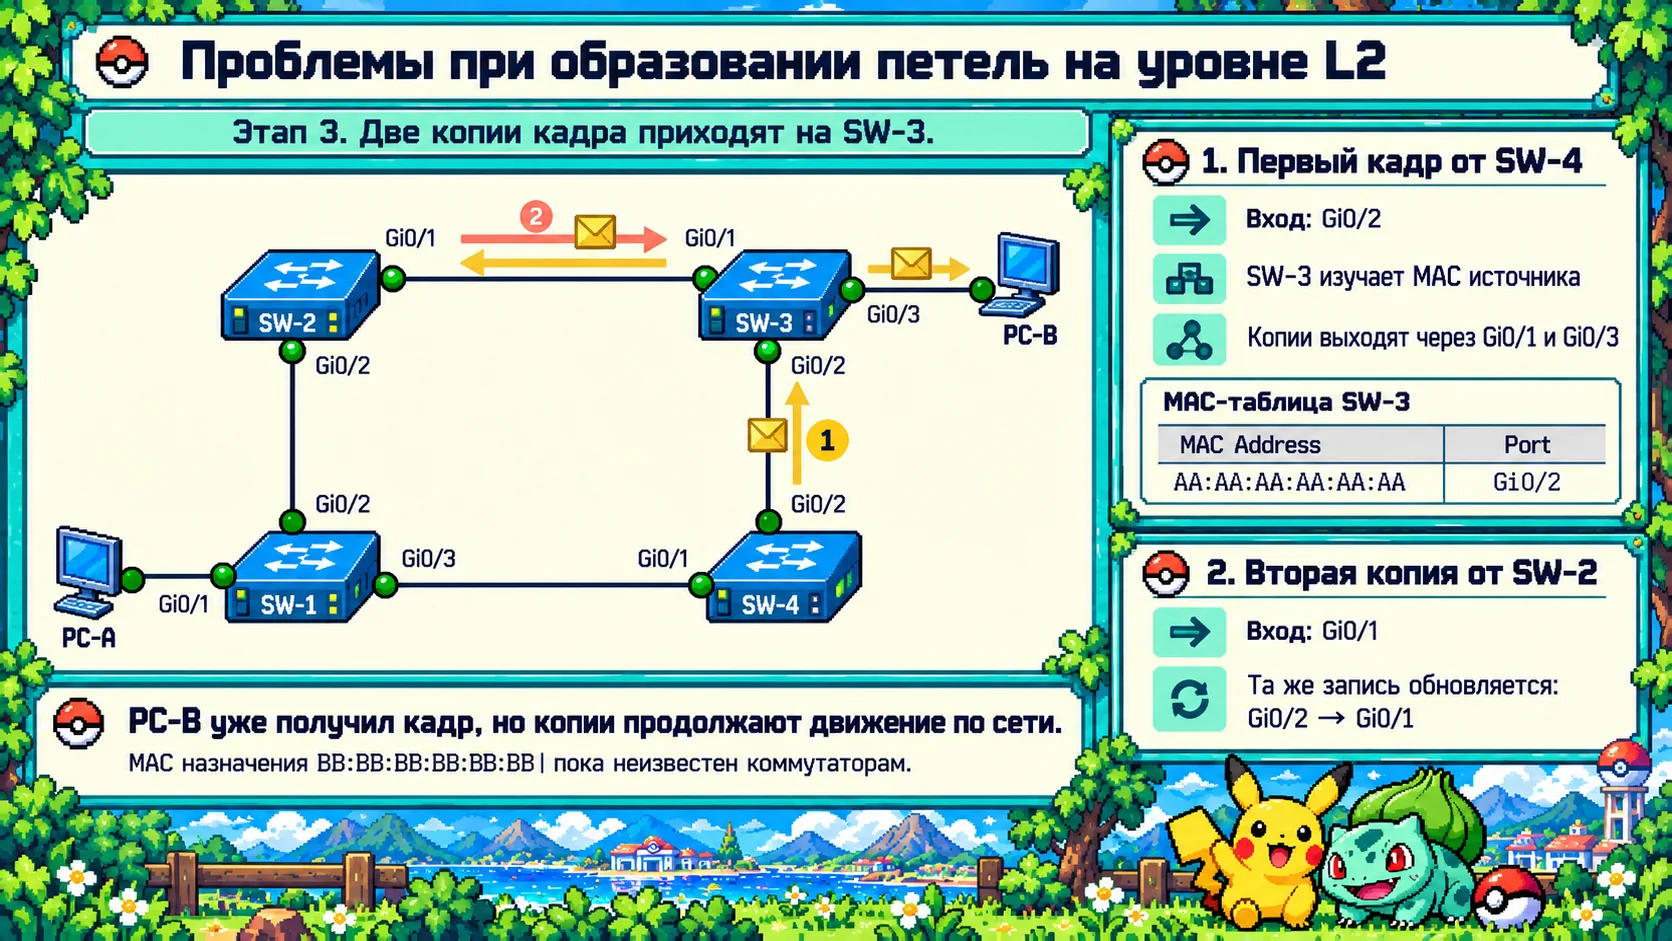 Проблемы при образовании петель на уровне L2
Этап 3. Две копии кадра приходят на SW-3.
2
Gi0/1
Gi0/1
SW-2
SW-3
Gi0/3
PC-B
Gi0/2
Gi0/2
1
Gi0/2
Gi0/2
Gi0/3
Gi0/1
Gi0/1
SW-1
SW-4
PC-A
PC-B уже получил кадр, но копии продолжают движение по сети.
MAC назначения BB:BB:BB:BB:BB:BB| пока неизвестен коммутаторам.
1. Первый кадр от SW-4
Вход: Gi0/2
SW-3 изучает MAC источника
Копии выходят через Gi0/1 и Gi0/3
MAC-таблица SW-3
MAC Address Port
AA:AA:AA:AA:AA:AA Gi0/2
2. Вторая копия от SW-2
Вход: Gi0/1
Та же запись обновляется:
Gi0/2 → Gi0/1